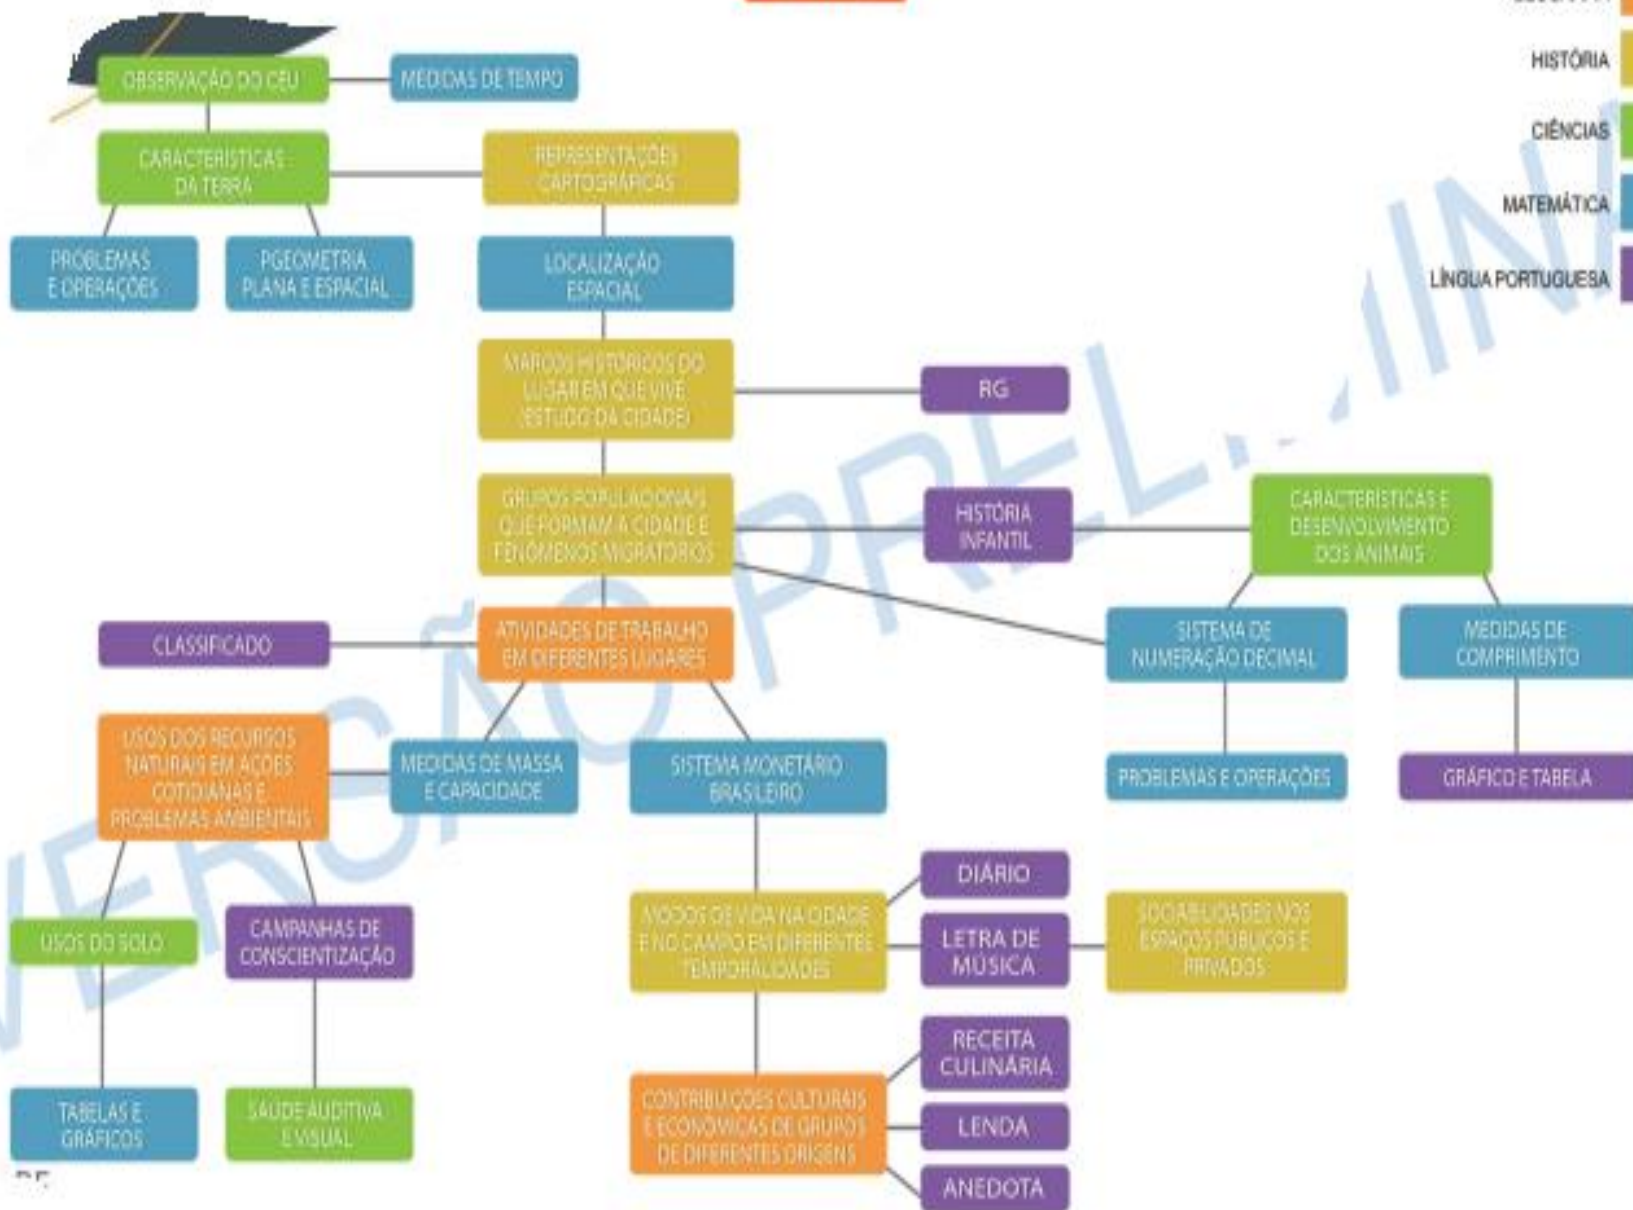 HISTÓRIA
CIÊNCIAS
MATEMÁTICA
LÍNGUA PORTUGUESA
OBSERVAÇÃO DO CÉU
MEDIDAS DE TEMPO
CARACTERÍSTICAS
DA TERRA
REPRESENTAÇÕES
CARTOGRÁFICAS
PROBLEMAS
E OPERAÇÕES
PGEOMETRIA
PLANA E ESPACIAL
LOCALIZAÇÃO
ESPACIAL
MARCOS HISTÓRICOS DO
LUGAR EM QUE VIVE
(ESTUDO DA CIDADE)
RG
GRUPOS POPULACIONAIS
QUE FORMAM A CIDADE E
FENÔMENOS MIGRATÓRIOS
HISTÓRIA
INFANTIL
CARACTERÍSTICAS E
DESENVOLVIMENTO
DOS ANIMAIS
CLASSIFICADO
ATIVIDADES DE TRABALHO
EM DIFERENTES LUGARES
SISTEMA DE
NUMERAÇÃO DECIMAL
MEDIDAS DE
COMPRIMENTO
USOS DOS RECURSOS
NATURAIS EM AÇÕES
COTIDIANAS E
PROBLEMAS AMBIENTAIS
MEDIDAS DE MASSA
E CAPACIDADE
SISTEMA MONETÁRIO
BRASILEIRO
PROBLEMAS E OPERAÇÕES
GRÁFICO E TABELA
USOS DO SOLO
CAMPANHAS DE
CONSCIENTIZAÇÃO
MODOS DE VIDA NA CIDADE
E NO CAMPO EM DIFERENTES
TEMPORALIDADES
DIÁRIO
LETRA DE
MÚSICA
SOCIABILIDADES NOS
ESPAÇOS PÚBLICOS E
PRIVADOS
TABELAS E
GRÁFICOS
SAÚDE AUDITIVA
E VISUAL
CONTRIBUIÇÕES CULTURAIS
E ECONÔMICAS DE GRUPOS
DE DIFERENTES ORIGENS
RECEITA
CULINÁRIA
LENDA
ANEDOTA
VERSÃO